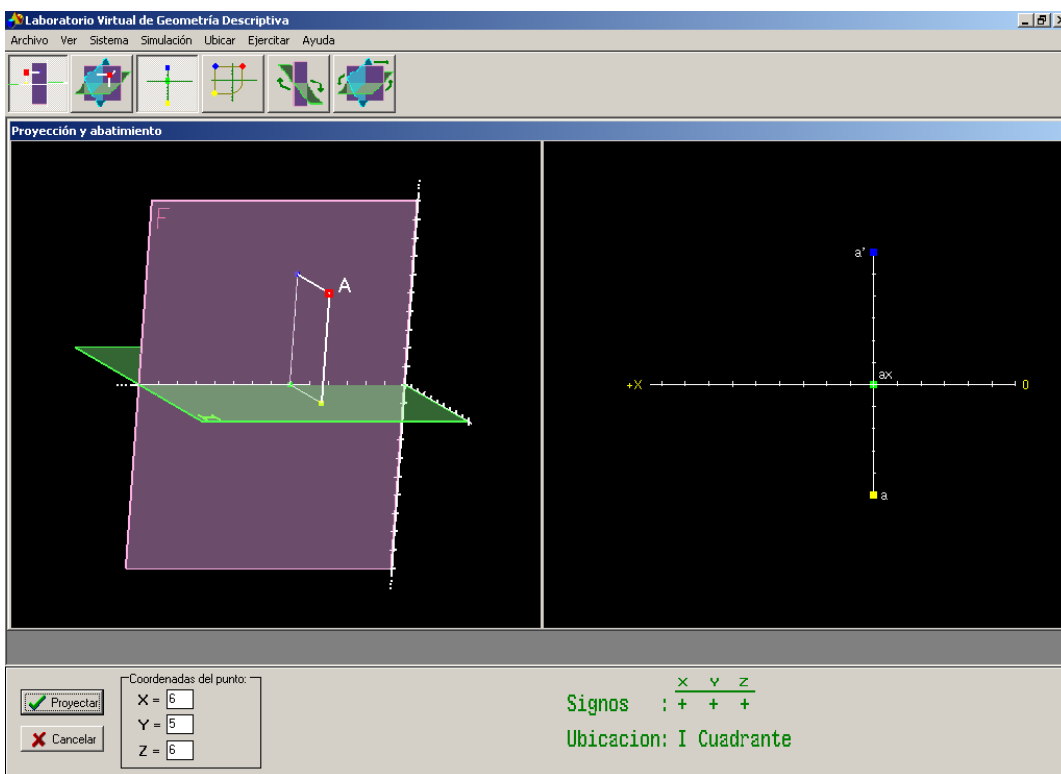 Laboratorio Virtual de Geometría Descriptiva
Archivo Ver Sistema Simulación Ubicar Ejercitar Ayuda
Proyección y abatimiento
F
A
H
a'
ax
+X
0
a
Proyectar
Cancelar
Coordenadas del punto:
X = 6
Y = 5
Z = 6
X Y Z
Signos : + + +
Ubicacion: I Cuadrante